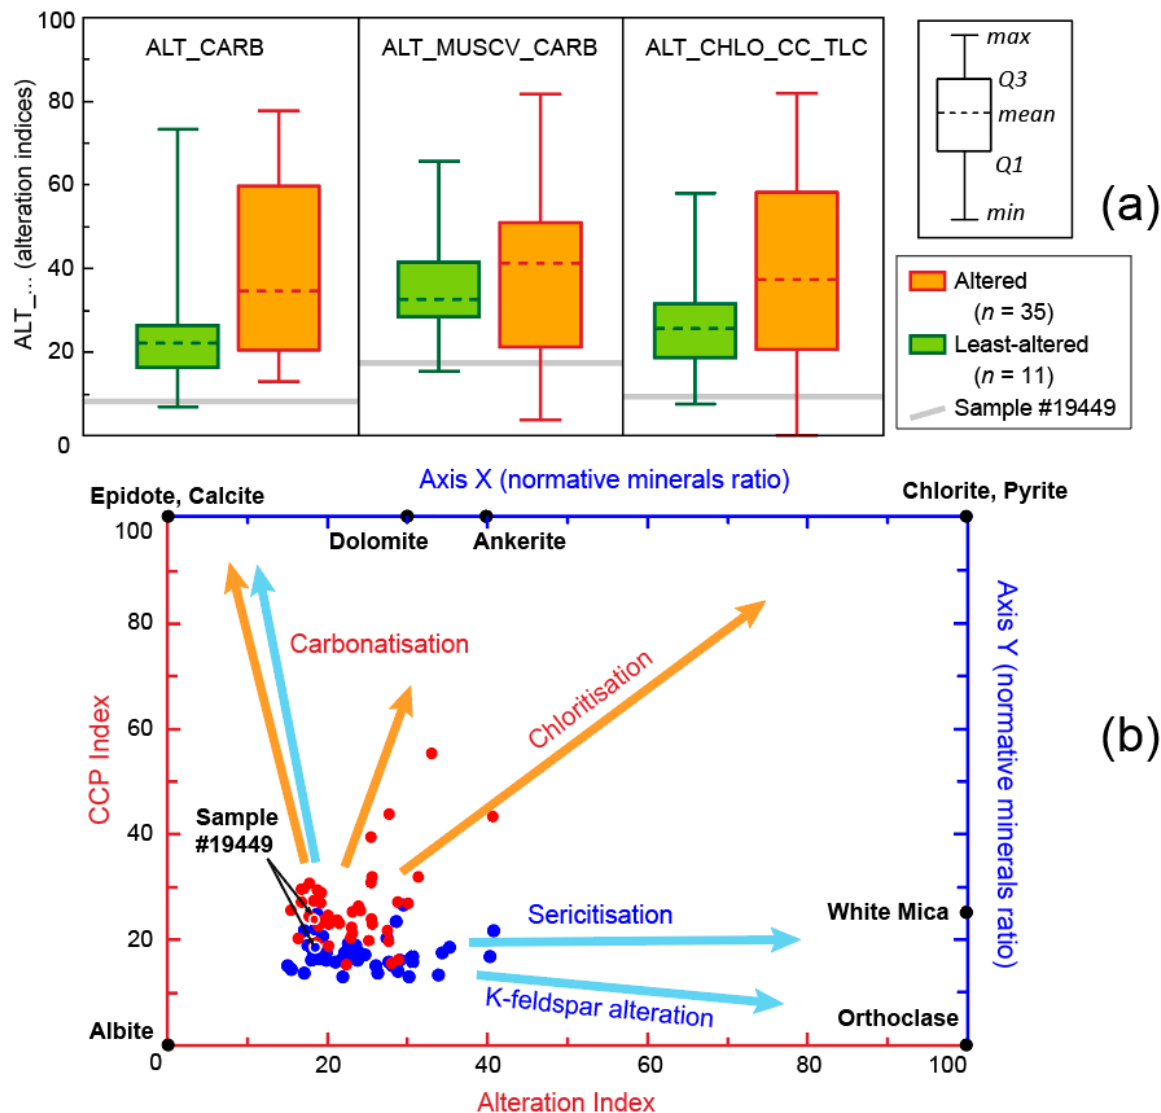 100
80
60
40
20
0
ALT_... (alteration indices)
ALT_CARB
ALT_MUSCV_CARB
ALT_CHLO_CC_TLC
max
Q3
mean
Q1
min
(a)
Altered
(n = 35)
Least-altered
(n = 11)
Sample #19449
Axis X (normative minerals ratio)
Epidote, Calcite
Chlorite, Pyrite
Dolomite
Ankerite
100
80
60
40
20
CCP Index
Carbonatisation
Chloritisation
Sample
#19449
Sericitisation
K-feldspar alteration
White Mica
Orthoclase
Albite
Axis Y (normative minerals ratio)
(b)
0
20
40
60
80
100
Alteration Index